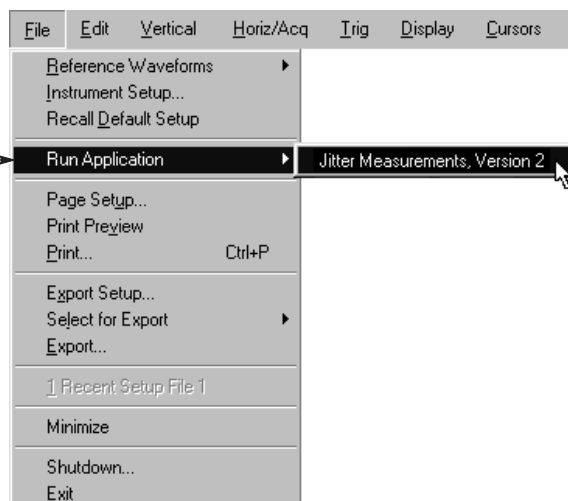 File Edit Vertical Horiz/Acq Trig Display Cursors
Reference Waveforms
Instrument Setup...
Recall Default Setup
Run Application
Jitter Measurements, Version 2
Page Setup...
Print Preview
Print... Ctrl+P
Export Setup...
Select for Export
Export...
1 Recent Setup File 1
Minimize
Shutdown...
Exit